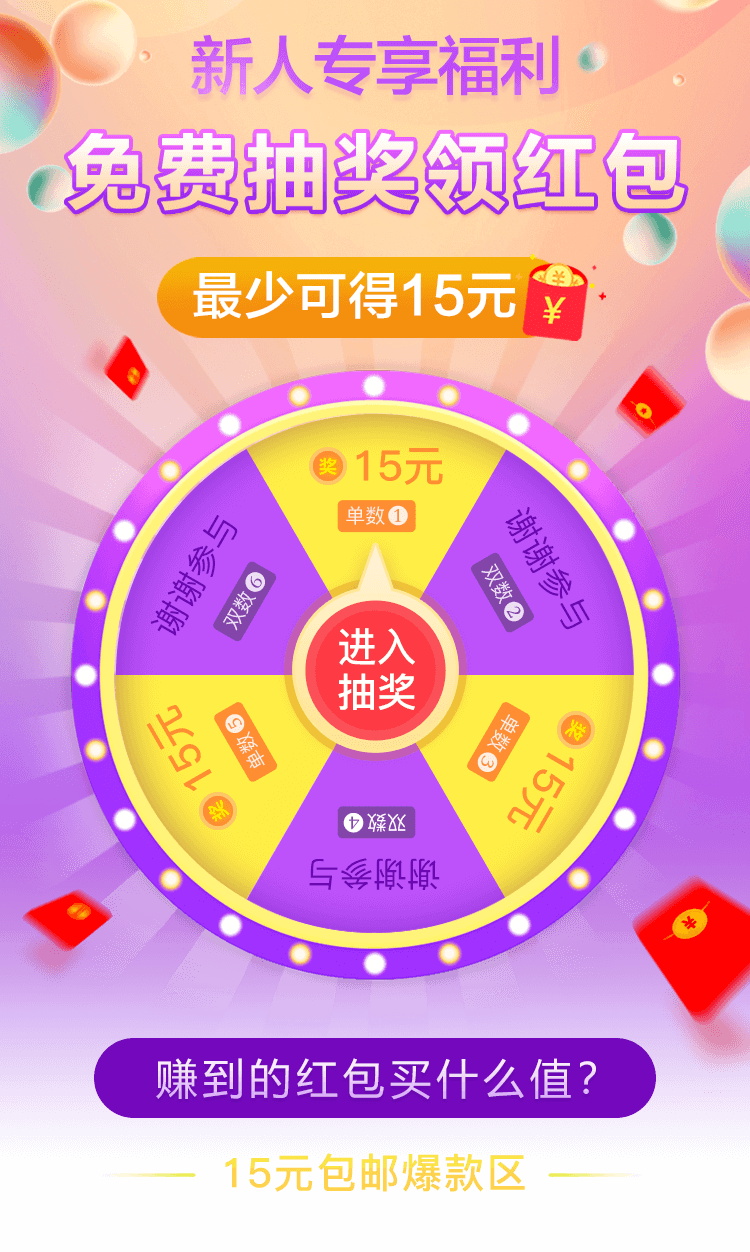 新人专享福利
免费抽奖领红包
最少可得15元
¥
奖 15元
单数1
谢谢参与
双数6
谢谢参与
双数2
进入
抽奖
15元 奖
单数5
奖 15元
单数3
双数4
谢谢参与
赚到的红包买什么值?
15元包邮爆款区